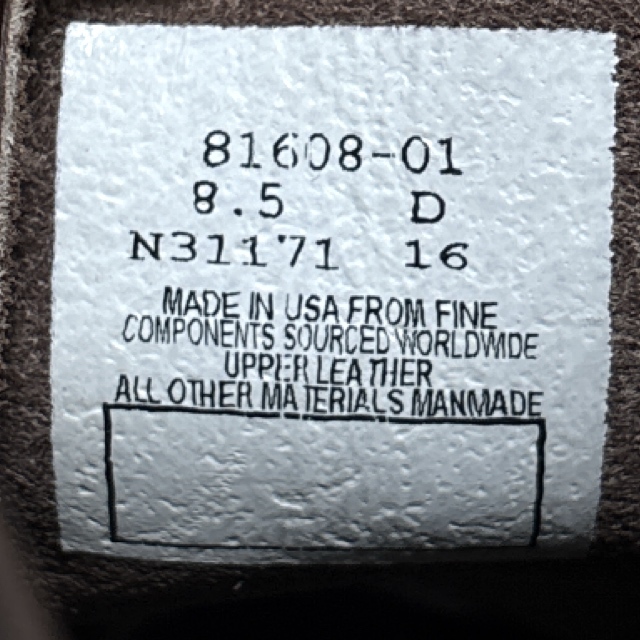 81608-01
8.5 D
N31171 16
MADE IN USA FROM FINE
COMPONENTS SOURCED WORLDWIDE
UPPER LEATHER
ALL OTHER MATERIALS MANMADE